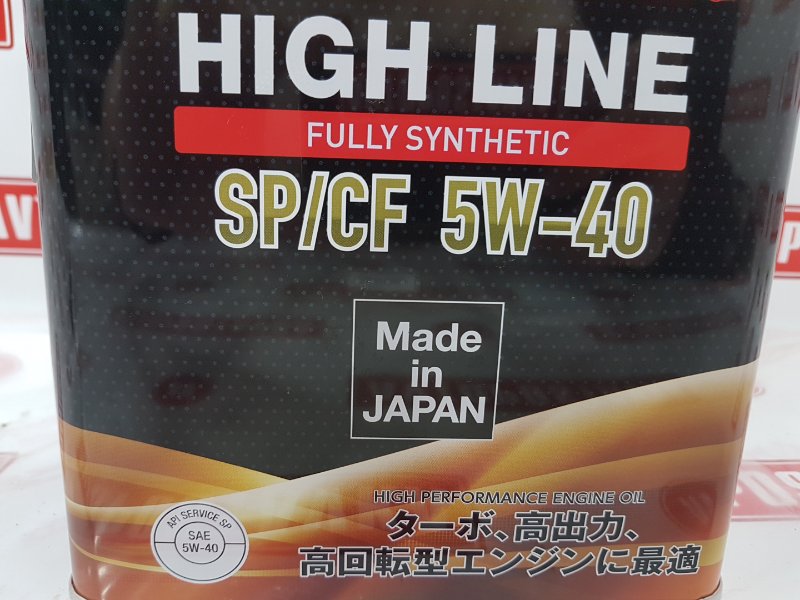 HIGH LINE
FULLY SYNTHETIC
SP/CF 5W-40
Made
in
JAPAN
HIGH PERFORMANCE ENGINE OIL
ターボ、高出力、
高回転型エンジンに最適
API SERVICE SP
SAE
5W-40